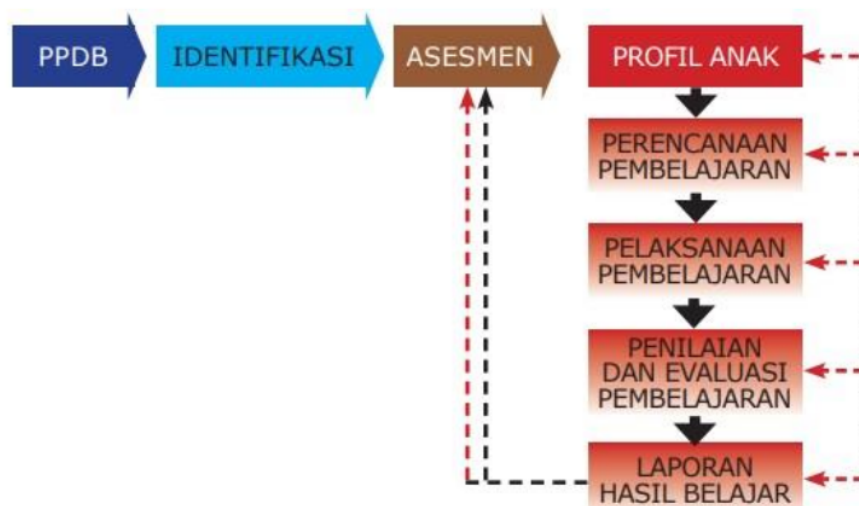 PPDB
IDENTIFIKASI
ASESMEN
PROFIL ANAK
PERENCANAAN
PEMBELAJARAN
PELAKSANAAN
PEMBELAJARAN
PENILAIAN
DAN EVALUASI
PEMBELAJARAN
LAPORAN
HASIL BELAJAR